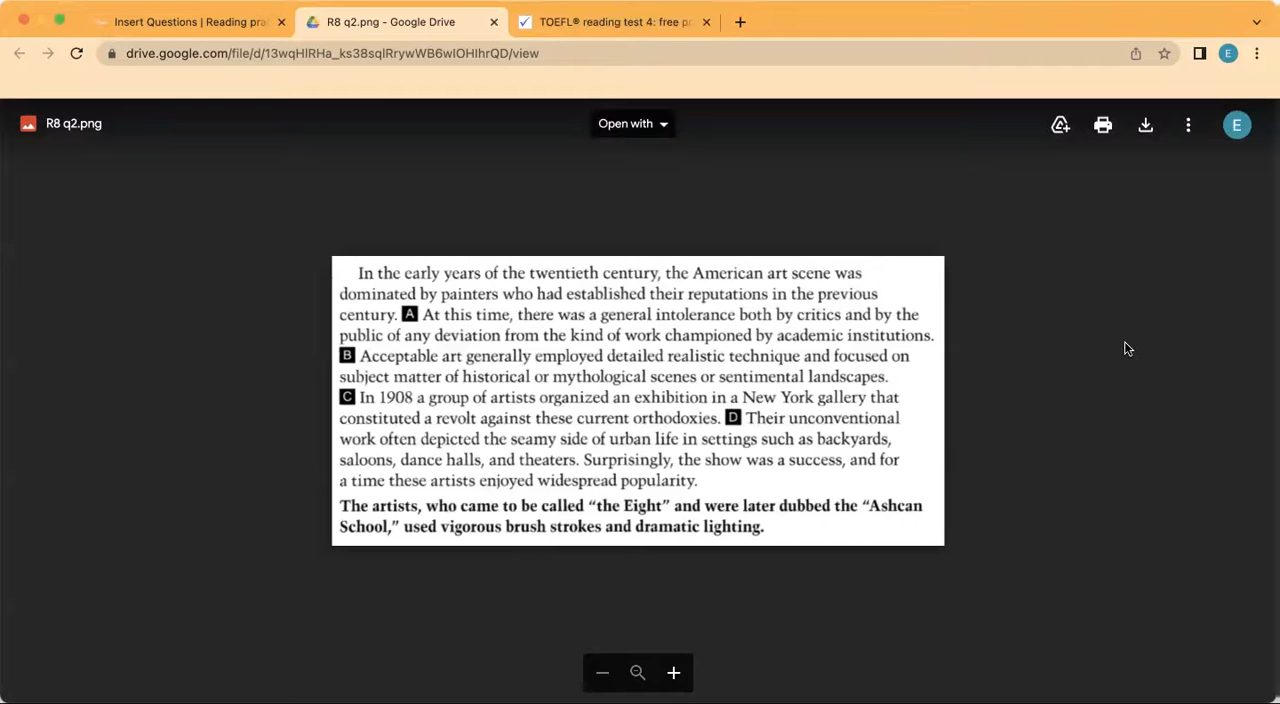 Insert Questions | Reading pra
R8 q2.png - Google Drive
TOEFL® reading test 4: free p
drive.google.com/file/d/13wqHlRHa_ks38sqlRrywWB6wIOHIhrQD/view
E
R8 q2.png
Open with
E
In the early years of the twentieth century, the American art scene was
dominated by painters who had established their reputations in the previous
century. A At this time, there was a general intolerance both by critics and by the
public of any deviation from the kind of work championed by academic institutions.
B Acceptable art generally employed detailed realistic technique and focused on
subject matter of historical or mythological scenes or sentimental landscapes.
C In 1908 a group of artists organized an exhibition in a New York gallery that
constituted a revolt against these current orthodoxies. D Their unconventional
work often depicted the seamy side of urban life in settings such as backyards,
saloons, dance halls, and theaters. Surprisingly, the show was a success, and for
a time these artists enjoyed widespread popularity.
The artists, who came to be called “the Eight” and were later dubbed the “Ashcan
School,” used vigorous brush strokes and dramatic lighting.